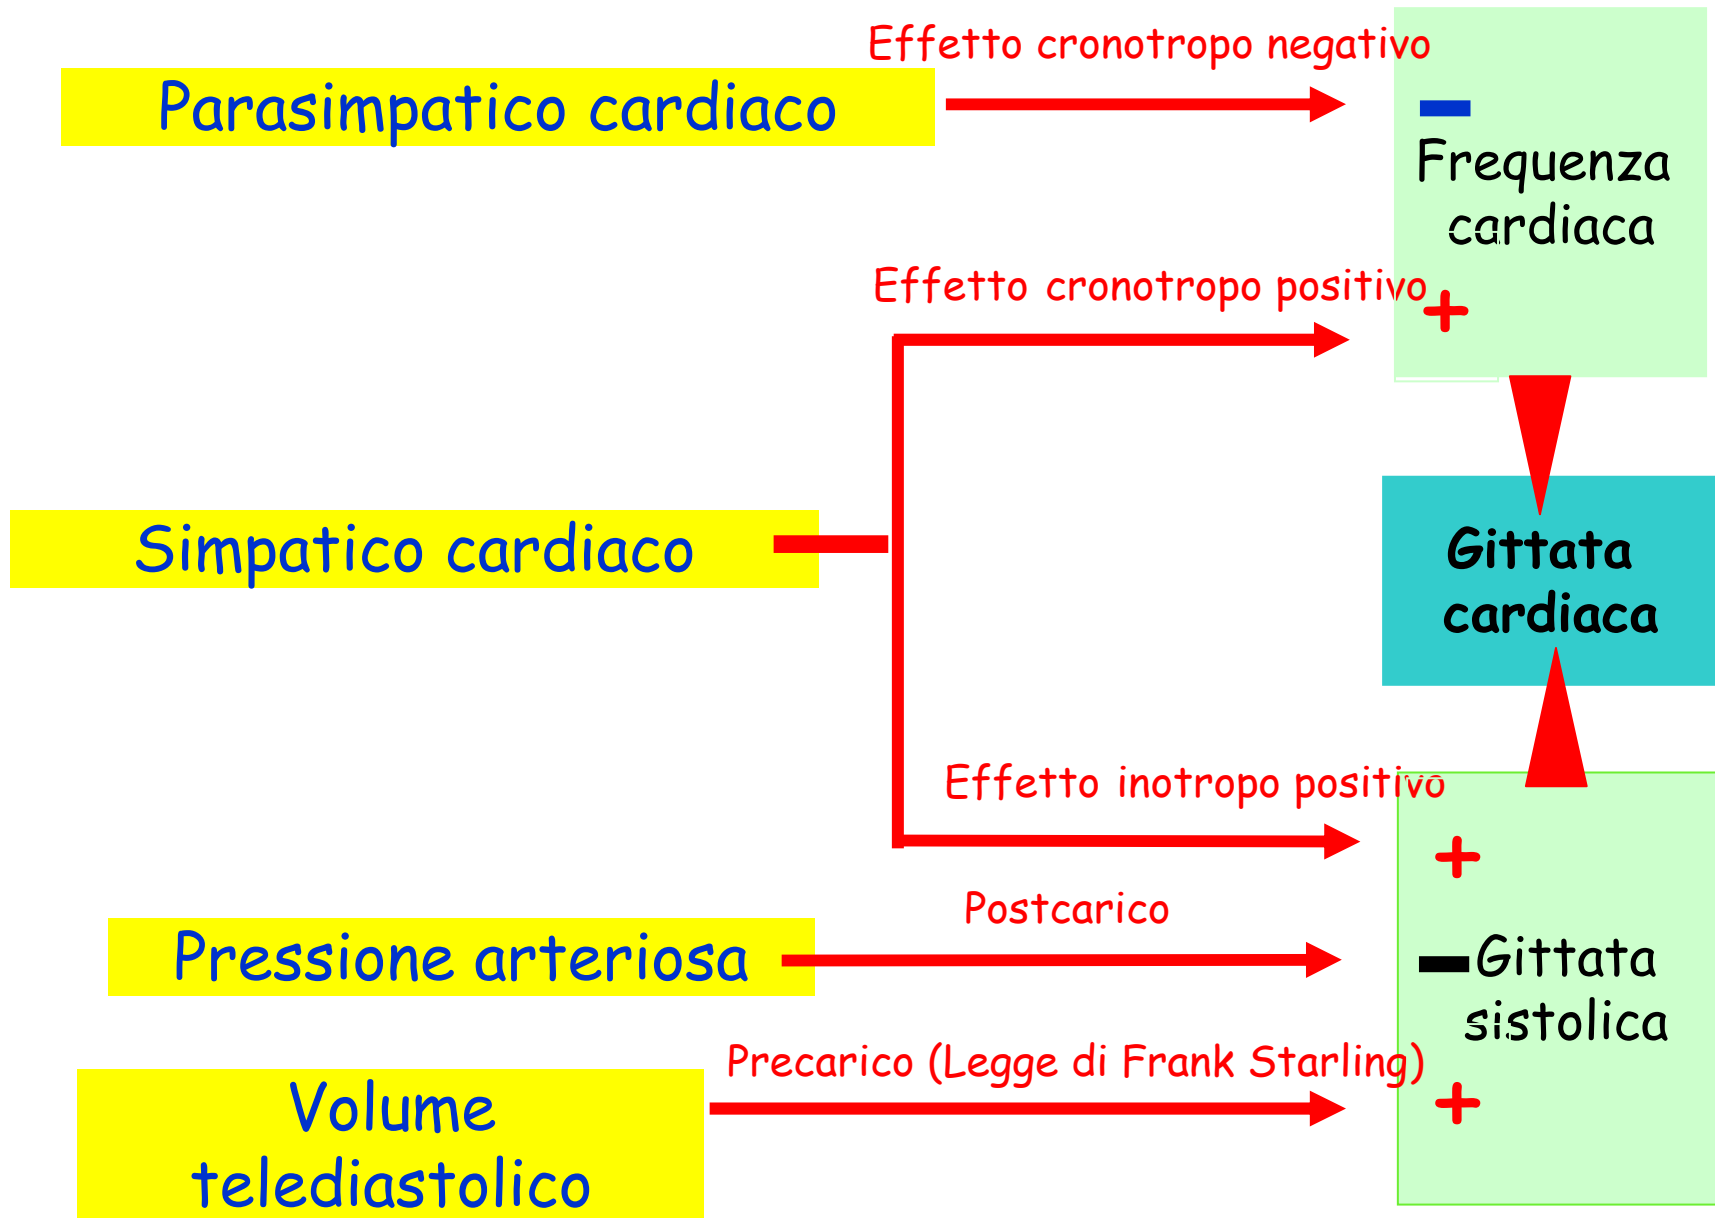 Effetto cronotropo negativo
Parasimpatico cardiaco
-
Frequenza
cardiaca
Effetto cronotropo positivo
+
Simpatico cardiaco
Gittata
cardiaca
Effetto inotropo positivo
+
Postcarico
Pressione arteriosa
- Gittata
sistolica
Precarico (Legge di Frank Starling)
+
Volume
telediastolico